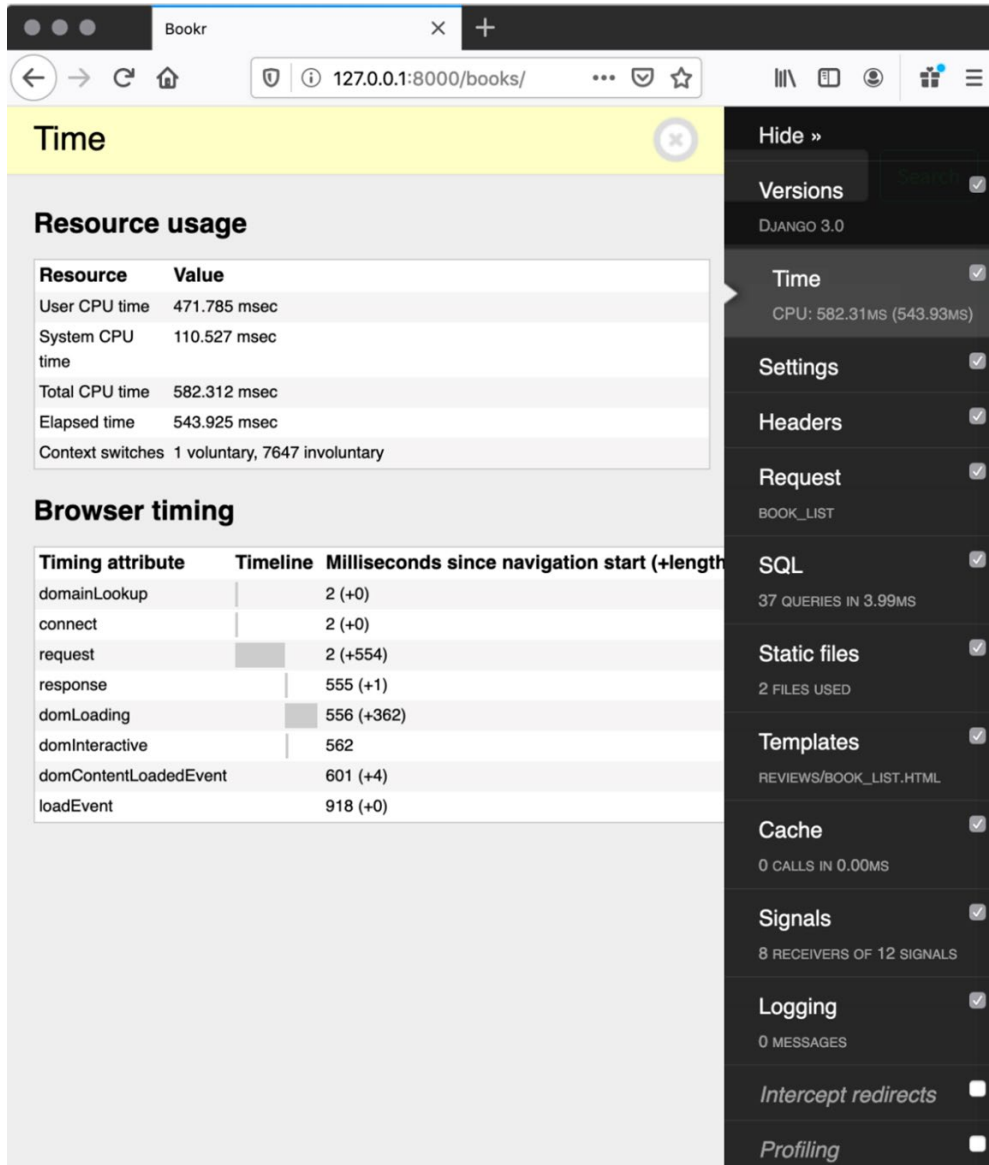 Bookr
127.0.0.1:8000/books/
Time
Resource usage
Resource Value
User CPU time 471.785 msec
System CPU time 110.527 msec
Total CPU time 582.312 msec
Elapsed time 543.925 msec
Context switches 1 voluntary, 7647 involuntary
Browser timing
Timing attribute Timeline Milliseconds since navigation start (+length
domainLookup 2 (+0)
connect 2 (+0)
request 2 (+554)
response 555 (+1)
domLoading 556 (+362)
domInteractive 562
domContentLoadedEvent 601 (+4)
loadEvent 918 (+0)
Hide »
Search
Versions
DJANGO 3.0
Time
CPU: 582.31MS (543.93MS)
Settings
Headers
Request
BOOK_LIST
SQL
37 QUERIES IN 3.99MS
Static files
2 FILES USED
Templates
REVIEWS/BOOK_LIST.HTML
Cache
0 CALLS IN 0.00MS
Signals
8 RECEIVERS OF 12 SIGNALS
Logging
0 MESSAGES
Intercept redirects
Profiling